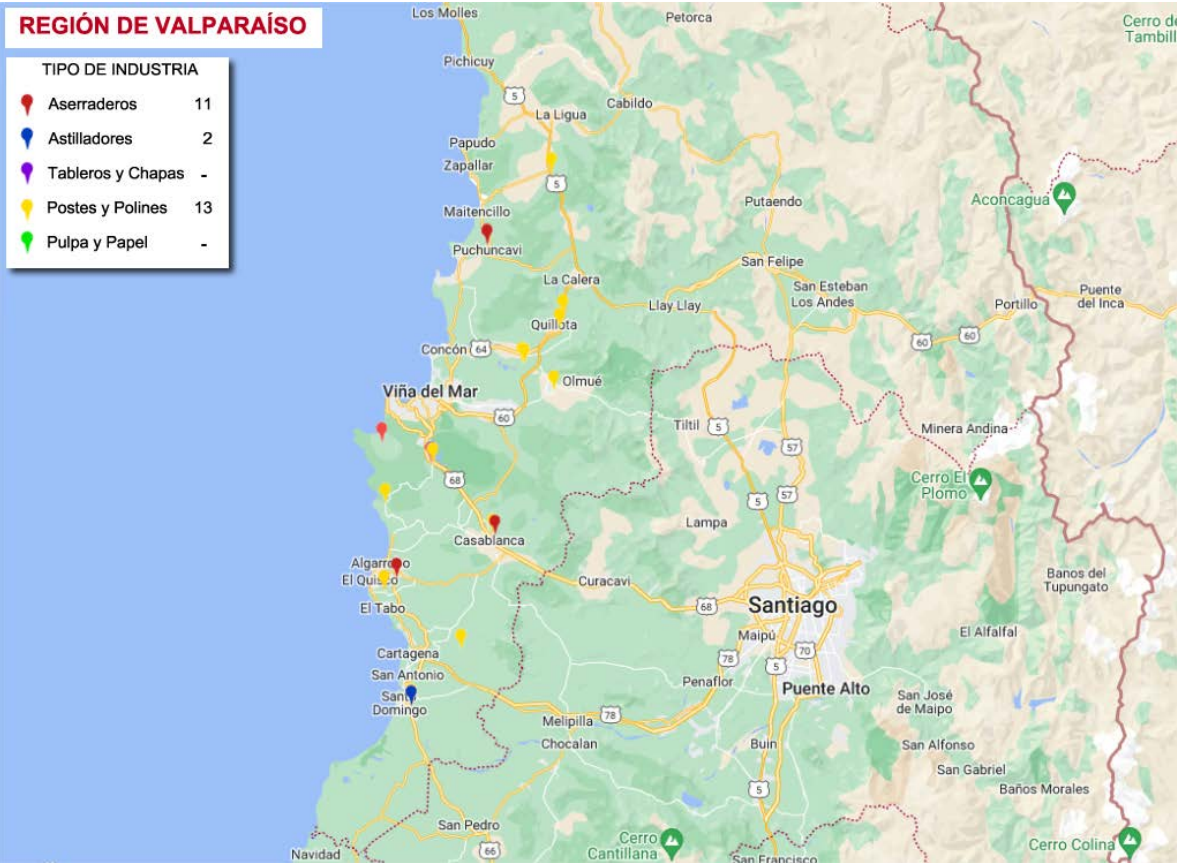 REGIÓN DE VALPARAÍSO
TIPO DE INDUSTRIA
Aserraderos 11
Astilladores 2
Tableros y Chapas -
Postes y Polines 13
Pulpa y Papel -
Los Molles
Petorca
Cerro de
Tambill
Pichicuy
5
Cabildo
La Ligua
Papudo
Zapallar
5
Maitencillo
Putaendo
Aconcagua
Puchuncavi
La Calera
San Felipe
San Esteban
Los Andes
Llay Llay
Portillo
Puente
del Inca
Quillota
Concón
64
60
60
Olmué
Viña del Mar
60
Tiltil
5
Minera Andina
57
68
Cerro El
Plomo
57
5
Lampa
Casablanca
Algarrobo
El Quisco
Curacavi
Banos del
Tupungato
El Tabo
68
Santiago
El Alfalfal
Maipú
70
Cartagena
78
5
San Antonio
Penaflor
Puente Alto
San José
de Maipo
Santo
Domingo
Melipilla
78
Chocalan
Buin
San Alfonso
San Gabriel
5
Baños Morales
San Pedro
66
Navidad
Cerro
Cantillana
San Francisco
Cerro Colina